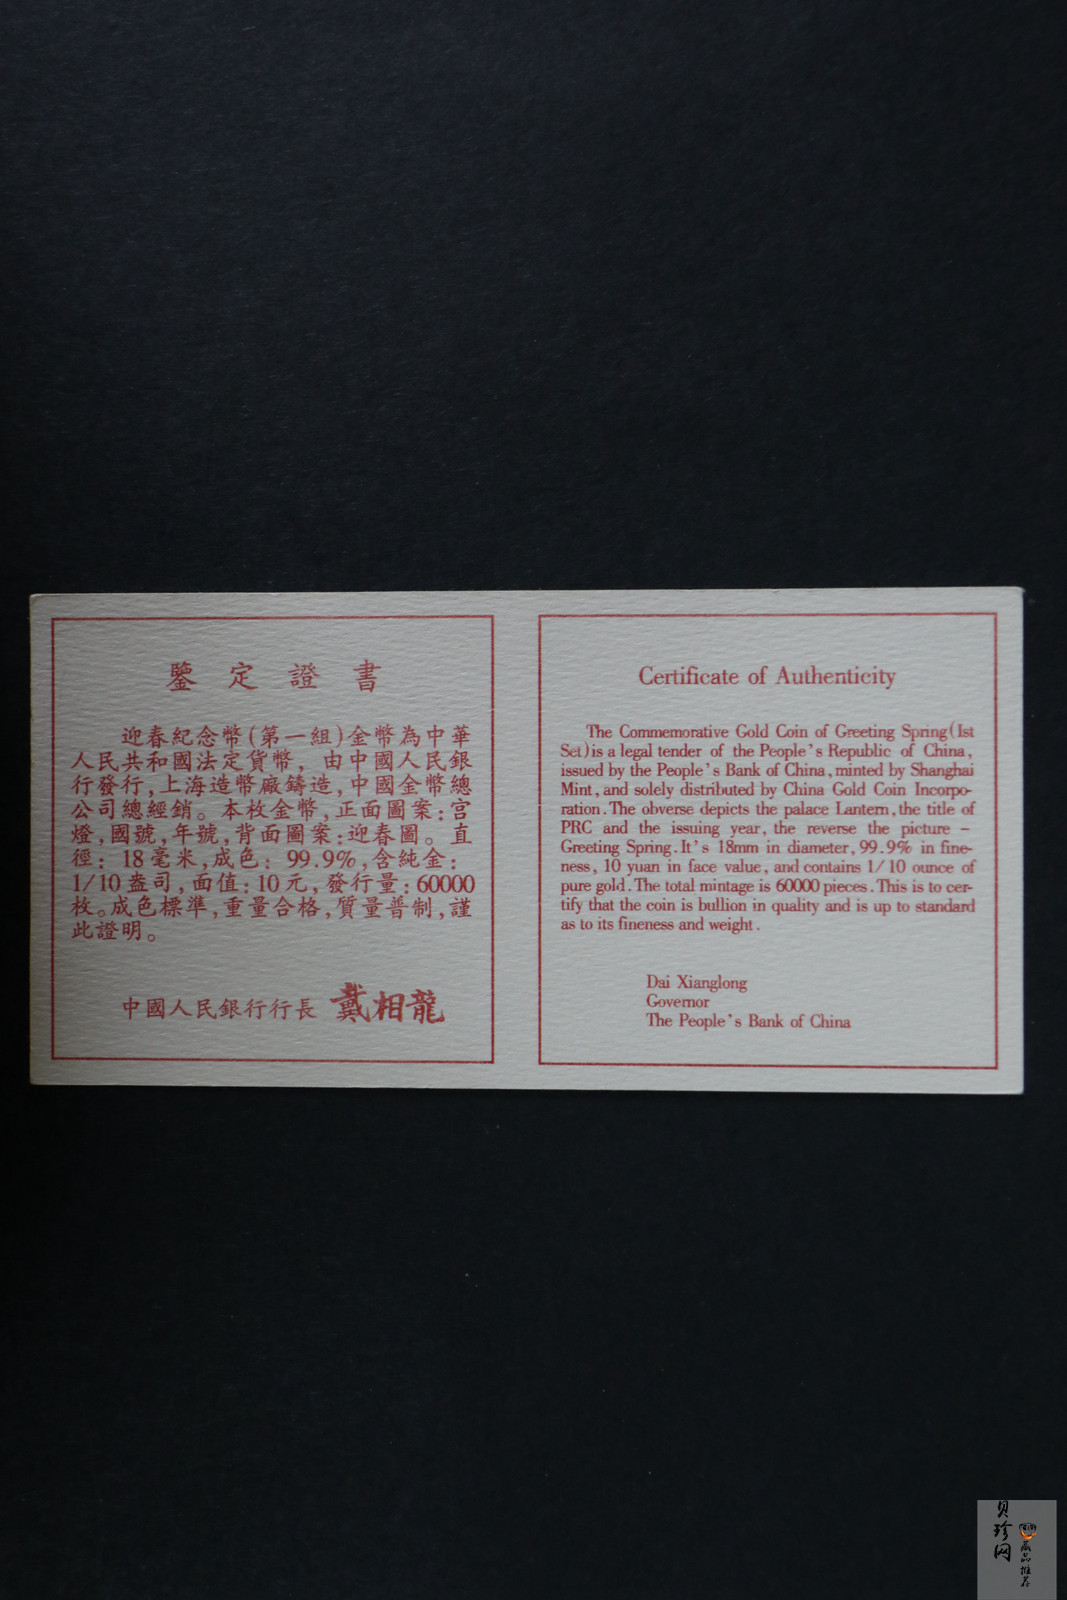 鑒定證書
迎春紀念幣(第一組)金幣為中華
人民共和國法定貨幣，由中國人民銀
行發行,上海造幣廠鑄造,中國金幣總
公司總經銷。本枚金幣,正面圖案:宮
燈,國號,年號,背面圖案:迎春圖。直
徑：18毫米,成色：99.9%,含純金：
1/10盎司,面值:10元,發行量:60000
枚。成色標準,重量合格,質量普制,謹
此證明。
中國人民銀行行長 戴相龍
Certificate of Authenticity
The Commemorative Gold Coin of Greeting Spring(1st
Set)is a legal tender of the People's Republic of China,
issued by the People's Bank of China, minted by Shanghai
Mint, and solely distributed by China Gold Coin Incorpo-
ration. The obverse depicts the palace Lantern, the title of
PRC and the issuing year, the reverse the picture –
Greeting Spring. It's 18mm in diameter, 99.9% in fine-
ness, 10 yuan in face value, and contains 1/10 ounce of
pure gold. The total mintage is 60000 pieces. This is to cer-
tify that the coin is bullion in quality and is up to standard
as to its fineness and weight.
Dai Xianglong
Governor
The People's Bank of China
贝珍网
藏品推荐